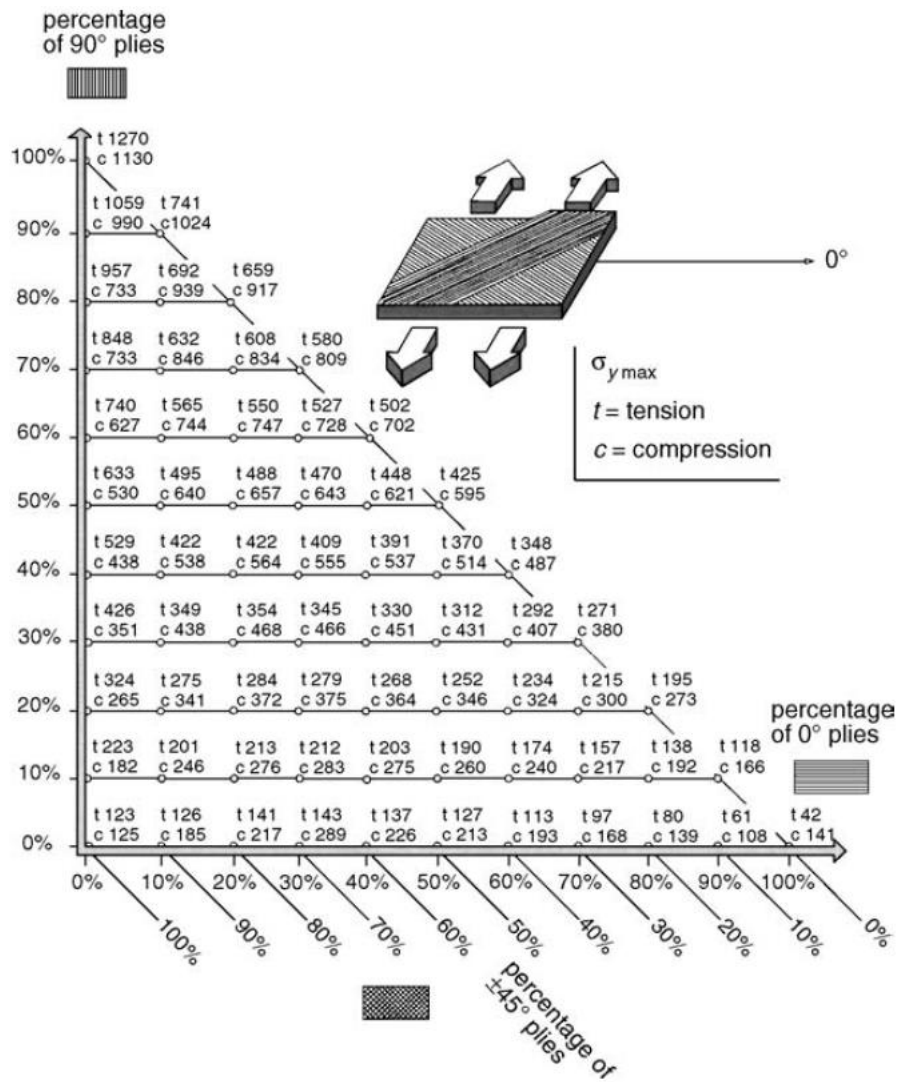 percentage
of 90° plies
t 1270
100% c 1130
t 1059 t 741
c 990 c1024
90%
t 957 t 692 t 659
c 733 c 939 c 917
80%
t 848 t 632 t 608 t 580
c 733 c 846 c 834 c 809
70%
t 740 t 565 t 550 t 527 t 502
c 627 c 744 c 747 c 728 c 702
60%
t 633 t 495 t 488 t 470 t 448 t 425
c 530 c 640 c 657 c 643 c 621 c 595
50%
t 529 t 422 t 422 t 409 t 391 t 370 t 348
c 438 c 538 c 564 c 555 c 537 c 514 c 487
40%
t 426 t 349 t 354 t 345 t 330 t 312 t 292 t 271
c 351 c 438 c 468 c 466 c 451 c 431 c 407 c 380
30%
t 324 t 275 t 284 t 279 t 268 t 252 t 234 t 215 t 195
c 265 c 341 c 372 c 375 c 364 c 346 c 324 c 300 c 273
20%
t 223 t 201 t 213 t 212 t 203 t 190 t 174 t 157 t 138 t 118
c 182 c 246 c 276 c 283 c 275 c 260 c 240 c 217 c 192 c 166
10%
t 123 t 126 t 141 t 143 t 137 t 127 t 113 t 97 t 80 t 61 t 42
c 125 c 185 c 217 c 289 c 226 c 213 c 193 c 168 c 139 c 108 c 141
0%
0°
σy max
t = tension
c = compression
percentage
of 0° plies
0% 10% 20% 30% 40% 50% 60% 70% 80% 90% 100%
100% 90% 80% 70% 60% 50% 40% 30% 20% 10% 0%
percentage of
±45° plies